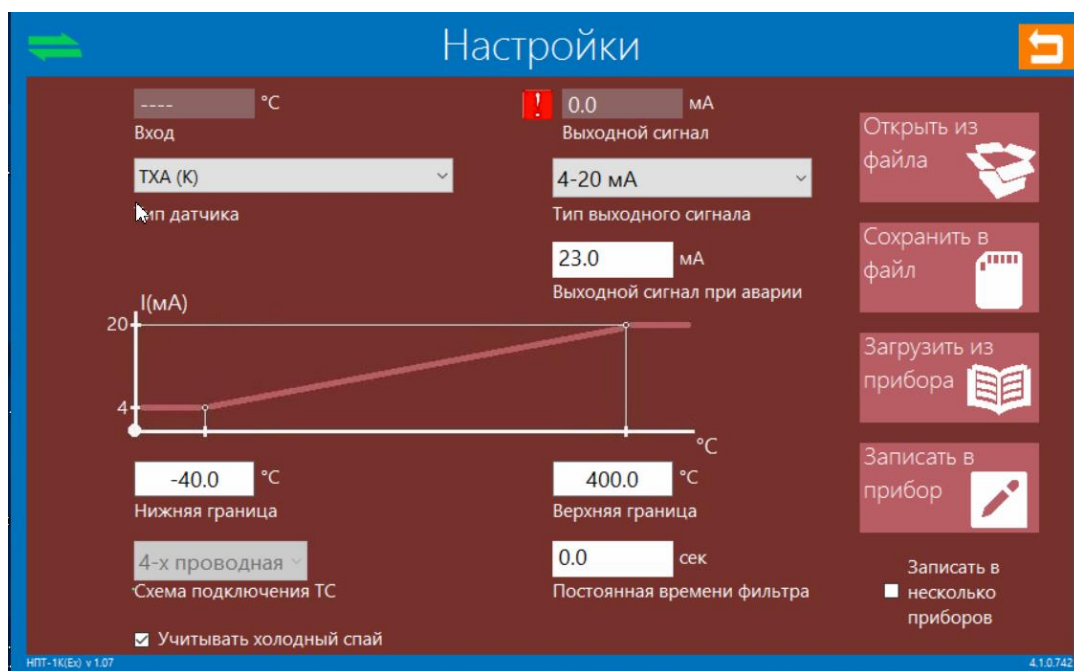 Настройки
---- °C
Вход
! 0.0 мА
Выходной сигнал
ТХА (К)
Тип датчика
4-20 мА
Тип выходного сигнала
23.0 мА
Выходной сигнал при аварии
I(мА)
20
4
°C
-40.0 °C
Нижняя граница
400.0 °C
Верхняя граница
4-х проводная
Схема подключения ТС
0.0 сек
Постоянная времени фильтра
Учитывать холодный спай
Открыть из
файла
Сохранить в
файл
Загрузить из
прибора
Записать в
прибор
Записать в
несколько
приборов
НПТ-1К(Ex) v 1.07
4.1.0.742